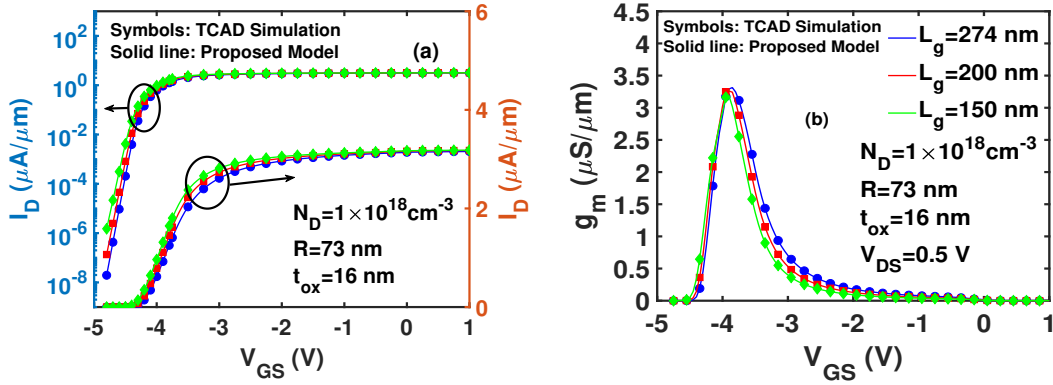 Symbols: TCAD Simulation
Solid line: Proposed Model
(a)
10²
10⁰
10⁻²
10⁻⁴
10⁻⁶
10⁻⁸
I_D (μA/μm)
6
4
2
0
I_D (μA/μm)
N_D=1×10¹⁸cm⁻³
R=73 nm
t_ox=16 nm
-5 -4 -3 -2 -1 0 1
V_GS (V)
Symbols: TCAD Simulation
Solid line: Proposed Model
L_g=274 nm
L_g=200 nm
L_g=150 nm
(b)
N_D=1×10¹⁸cm⁻³
R=73 nm
t_ox=16 nm
V_DS=0.5 V
4.5
4
3.5
3
2.5
2
1.5
1
0.5
0
g_m (μS/μm)
-5 -4 -3 -2 -1 0 1
V_GS (V)